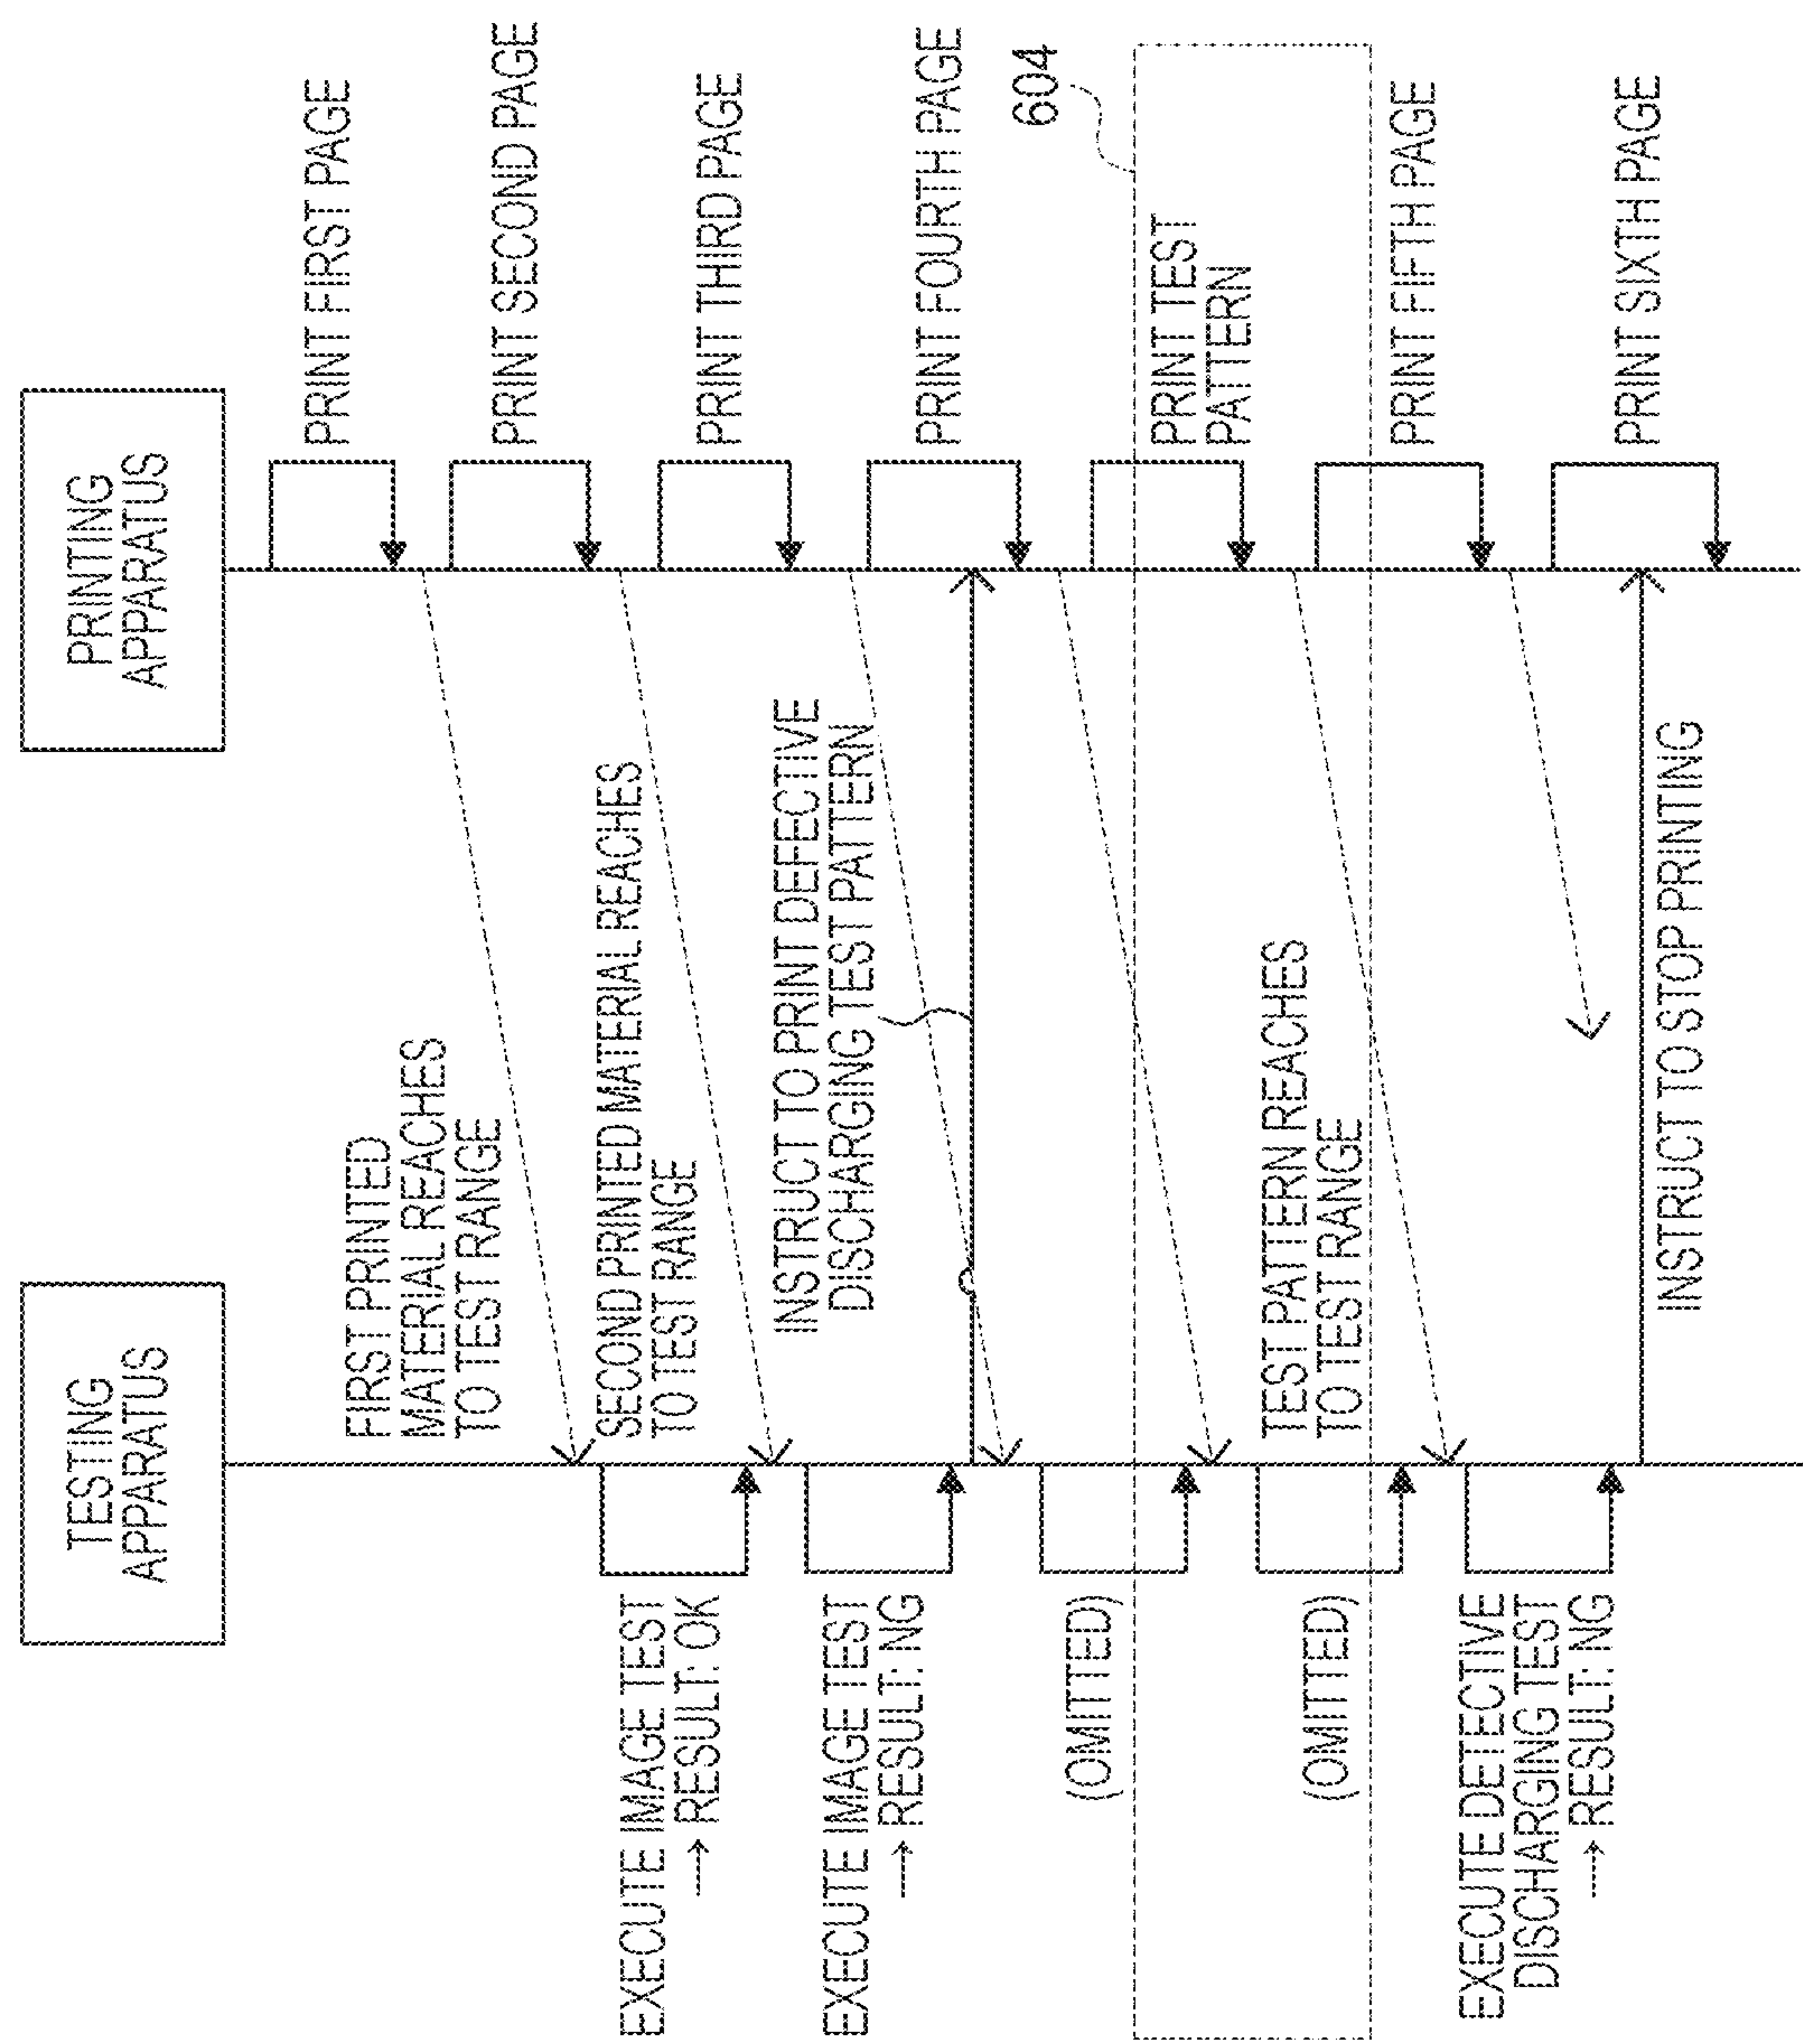 TESTING
APPARATUS
PRINTING
APPARATUS
PRINT FIRST PAGE
FIRST PRINTED
MATERIAL REACHES
TO TEST RANGE
PRINT SECOND PAGE
EXECUTE IMAGE TEST
→ RESULT: OK
SECOND PRINTED MATERIAL REACHES
TO TEST RANGE
PRINT THIRD PAGE
EXECUTE IMAGE TEST
→ RESULT: NG
INSTRUCT TO PRINT DEFECTIVE
DISCHARGING TEST PATTERN
PRINT FOURTH PAGE
604
(OMITTED)
PRINT TEST
PATTERN
TEST PATTERN REACHES
TO TEST RANGE
(OMITTED)
PRINT FIFTH PAGE
EXECUTE DETECTIVE
DISCHARGING TEST
→ RESULT: NG
PRINT SIXTH PAGE
INSTRUCT TO STOP PRINTING